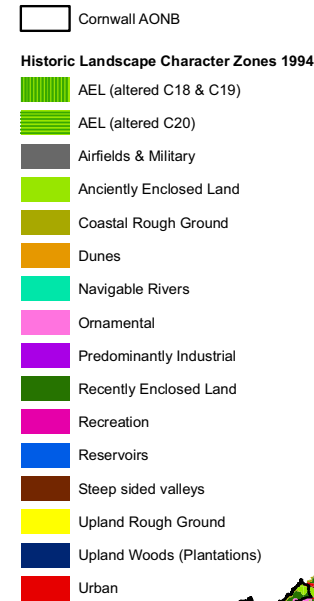 Cornwall AONB
Historic Landscape Character Zones 1994
AEL (altered C18 & C19)
AEL (altered C20)
Airfields & Military
Anciently Enclosed Land
Coastal Rough Ground
Dunes
Navigable Rivers
Ornamental
Predominantly Industrial
Recently Enclosed Land
Recreation
Reservoirs
Steep sided valleys
Upland Rough Ground
Upland Woods (Plantations)
Urban